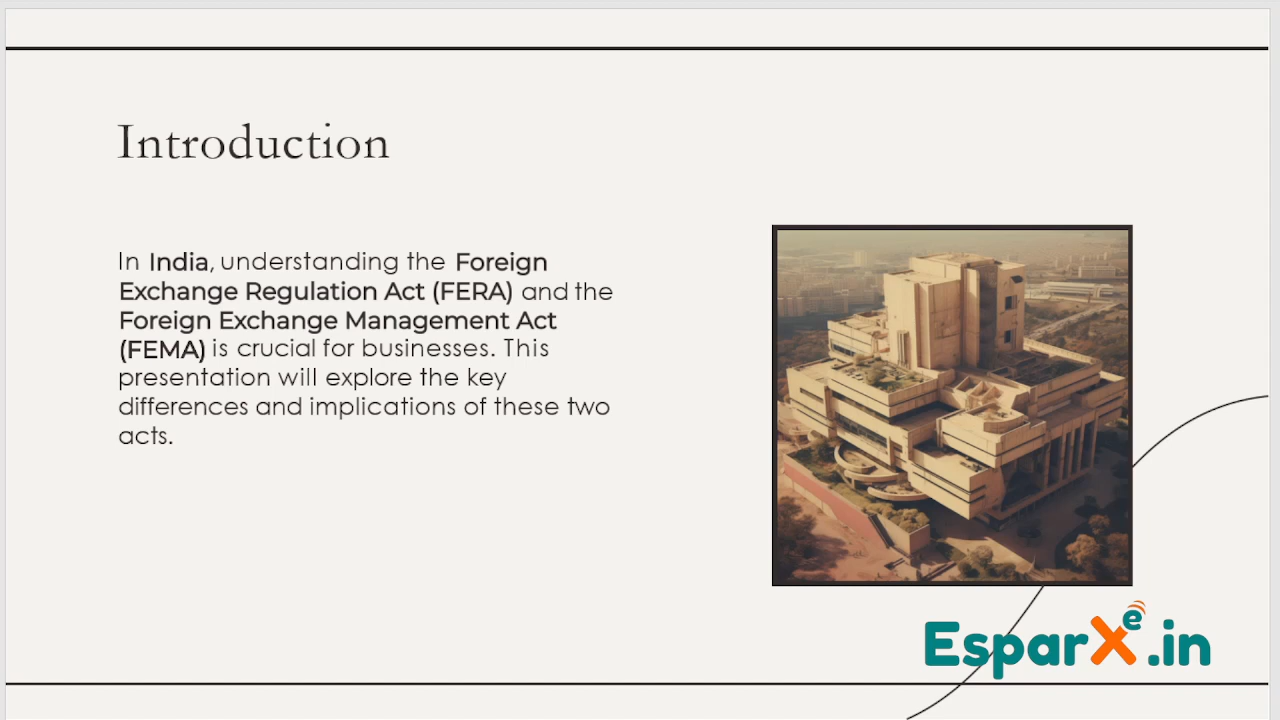 Introduction
In India, understanding the Foreign
Exchange Regulation Act (FERA) and the
Foreign Exchange Management Act
(FEMA) is crucial for businesses. This
presentation will explore the key
differences and implications of these two
acts.
EsparXe.in